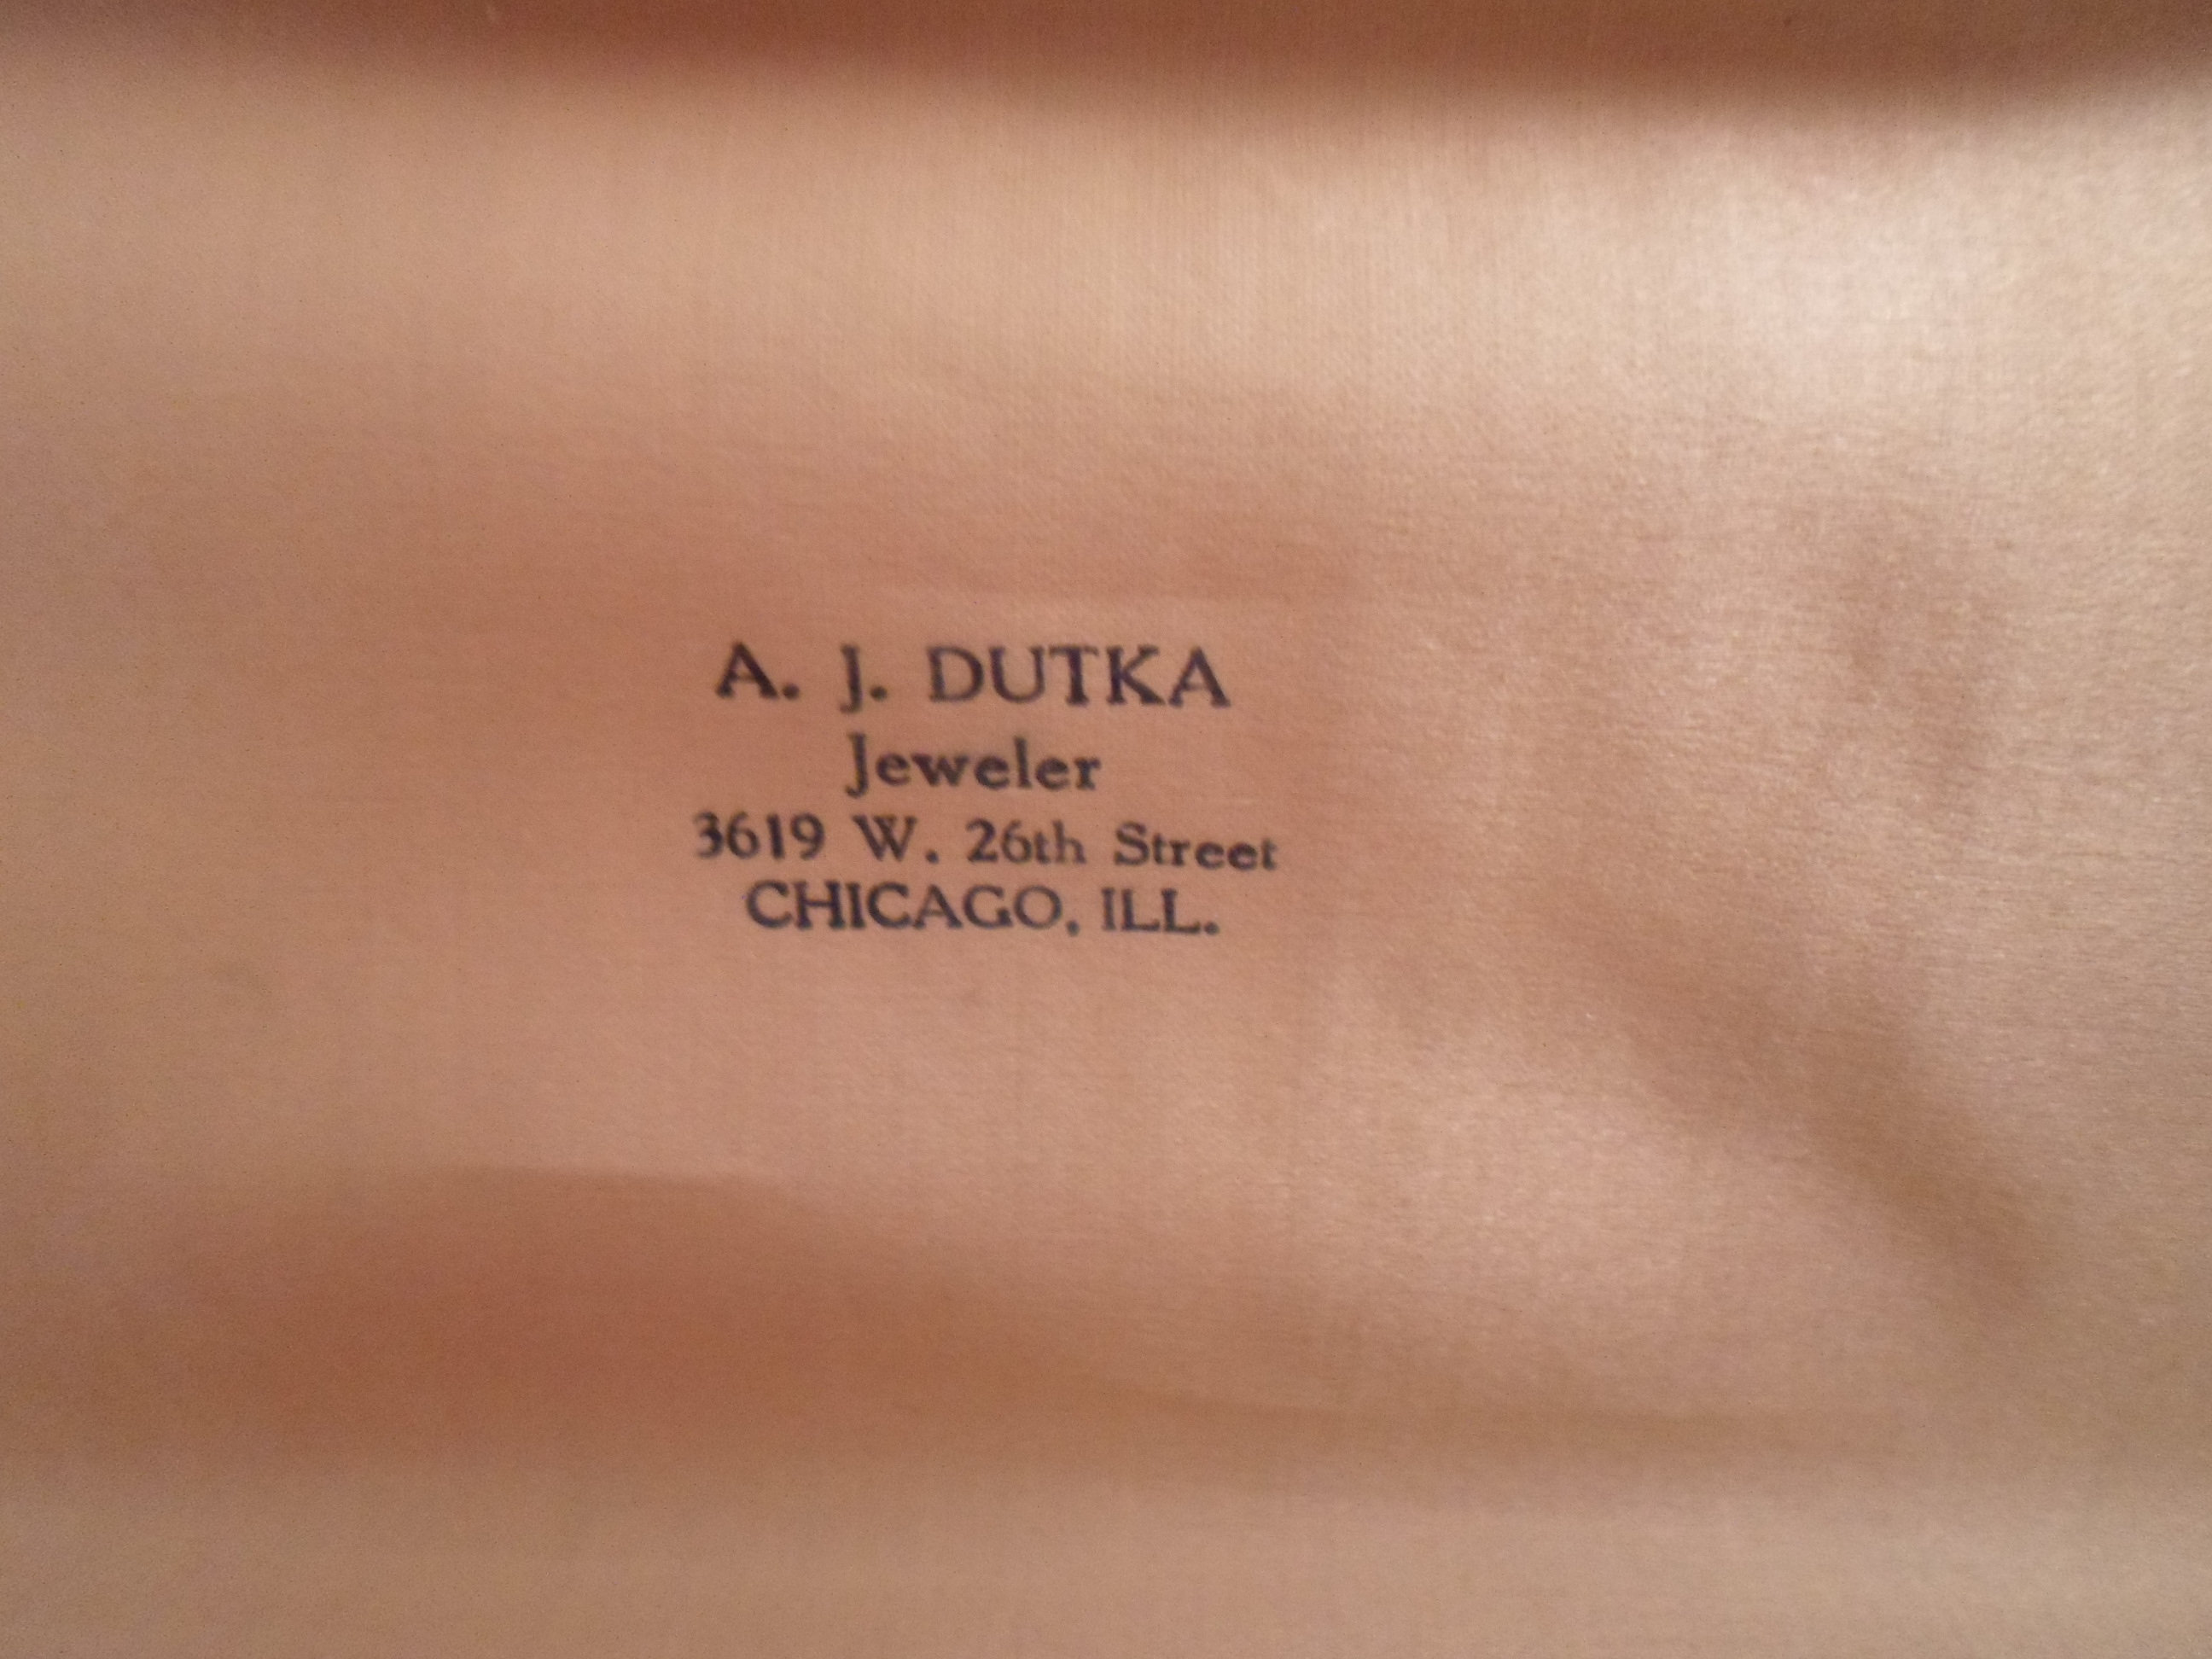 A. J. DUTKA
Jeweler
3619 W. 26th Street
CHICAGO, ILL.